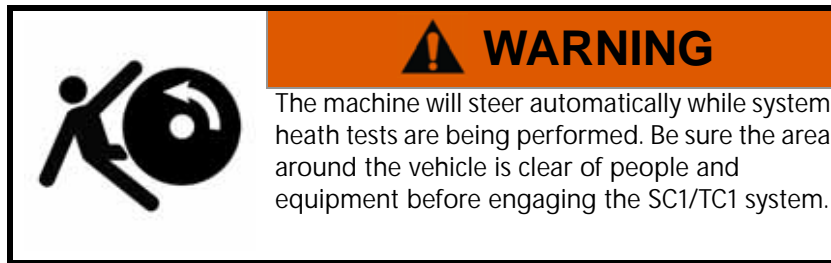 WARNING
The machine will steer automatically while system
heath tests are being performed. Be sure the area
around the vehicle is clear of people and
equipment before engaging the SC1/TC1 system.